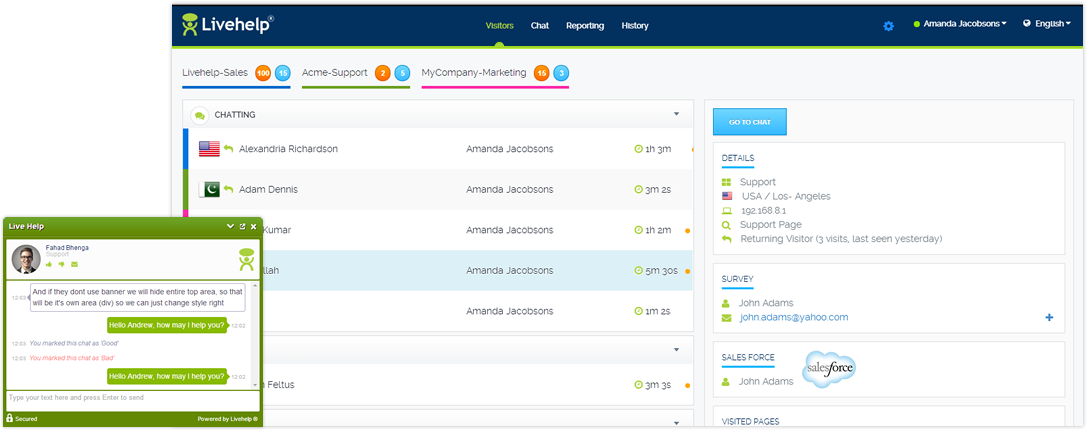 Livehelp®
Visitors
Chat
Reporting
History
Amanda Jacobsons
English
Livehelp-Sales 100 15
Acme-Support 2 5
MyCompany-Marketing 15 3
CHATTING
Alexandria Richardson Amanda Jacobsons 1h 3m
Adam Dennis Amanda Jacobsons 3m 2s
Kumar Amanda Jacobsons 1h 2m
llah Amanda Jacobsons 5m 30s
Amanda Jacobsons 1m 2s
Feltus Amanda Jacobsons 3m 3s
GO TO CHAT
DETAILS
Support
USA / Los- Angeles
192.168.8.1
Support Page
Returning Visitor (3 visits, last seen yesterday)
SURVEY
John Adams
john.adams@yahoo.com
SALES FORCE
salesforce
John Adams
VISITED PAGES
Live Help
Fahad Bhenga
Support
12:03 And if they dont use banner we will hide entire top area, so that
will be it's own area (div) so we can just change style right
Hello Andrew, how may I help you? 12:02
12:03 You marked this chat as 'Good'
12:03 You marked this chat as 'Bad'
Hello Andrew, how may I help you? 12:02
Type your text here and press Enter to send
Secured
Powered by Livehelp ®